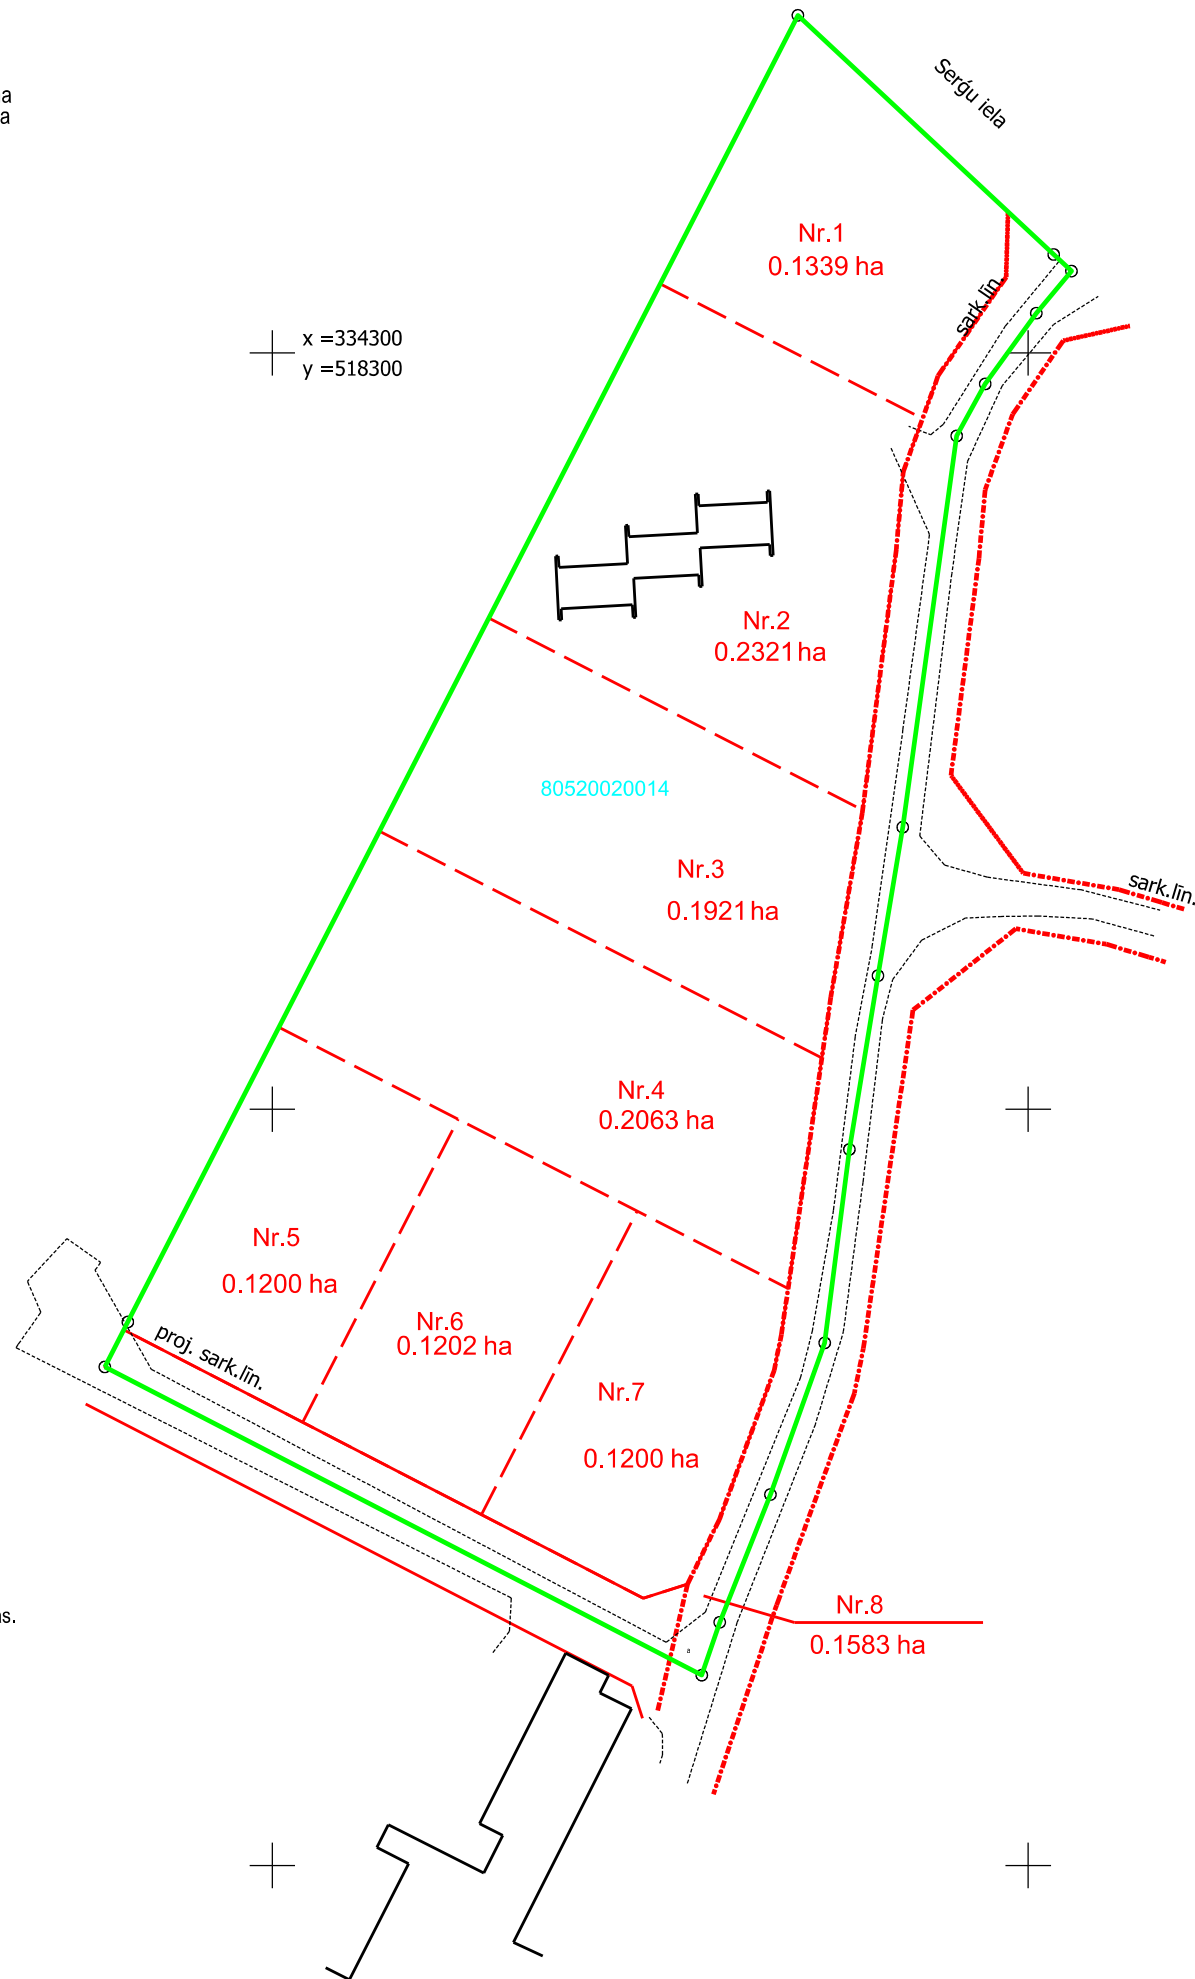 a
a
Serģu iela
Nr.1
0.1339 ha
sark.līn.
x =334300
y =518300
Nr.2
0.2321 ha
80520020014
Nr.3
0.1921 ha
sark.līn.
Nr.4
0.2063 ha
Nr.5
0.1200 ha
Nr.6
0.1202 ha
proj. sark.līn.
Nr.7
0.1200 ha
Nr.8
0.1583 ha
ns.
a